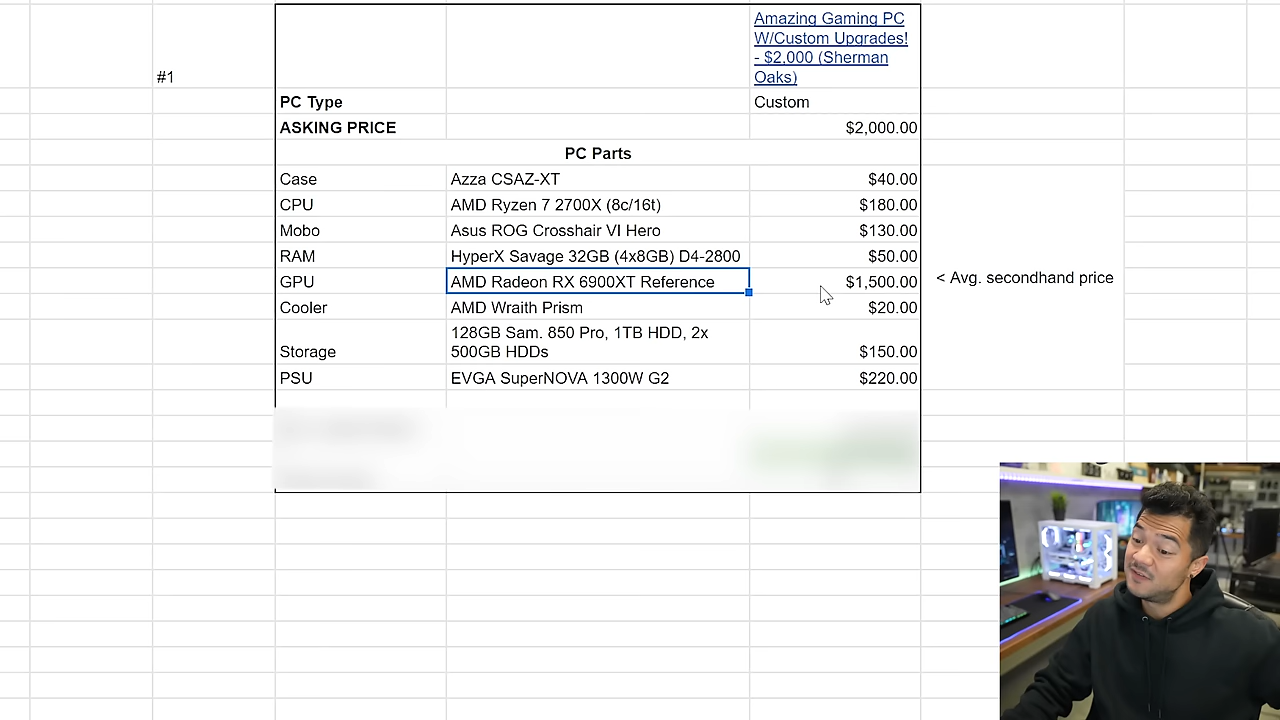 Amazing Gaming PC
W/Custom Upgrades!
- $2,000 (Sherman
Oaks)
#1
PC Type Custom
ASKING PRICE $2,000.00
PC Parts
Case Azza CSAZ-XT $40.00
CPU AMD Ryzen 7 2700X (8c/16t) $180.00
Mobo Asus ROG Crosshair VI Hero $130.00
RAM HyperX Savage 32GB (4x8GB) D4-2800 $50.00
GPU AMD Radeon RX 6900XT Reference $1,500.00 < Avg. secondhand price
Cooler AMD Wraith Prism $20.00
128GB Sam. 850 Pro, 1TB HDD, 2x
Storage 500GB HDDs $150.00
PSU EVGA SuperNOVA 1300W G2 $220.00